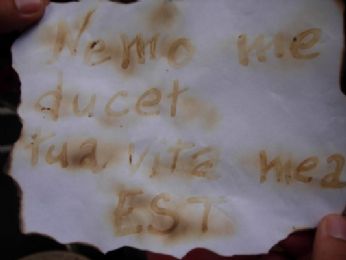 Nemo me
ducet
tua vita mea
EST